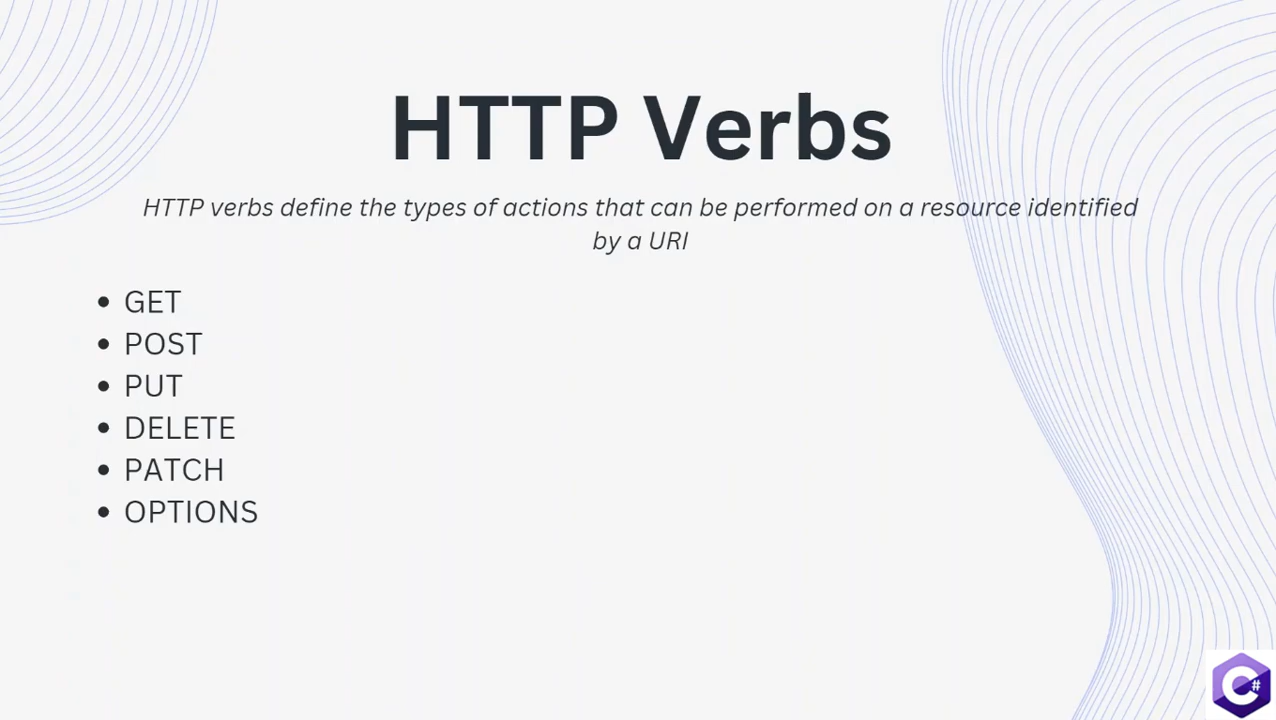 HTTP Verbs
HTTP verbs define the types of actions that can be performed on a resource identified
by a URI
• GET
• POST
• PUT
• DELETE
• PATCH
• OPTIONS
C#